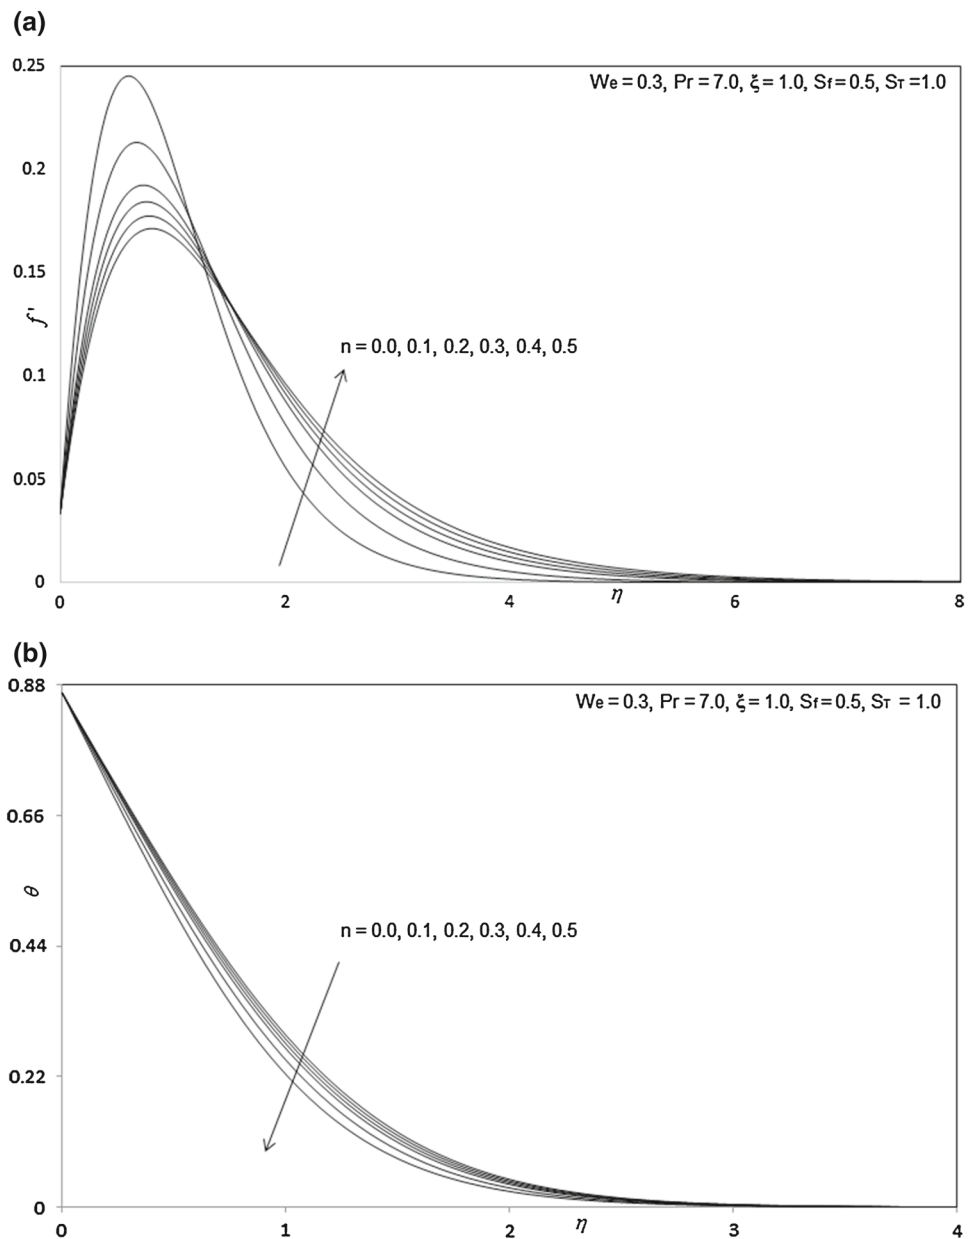 (a)
0.25
We = 0.3, Pr = 7.0, ξ = 1.0, Sf = 0.5, ST =1.0
0.2
0.15
f'
n = 0.0, 0.1, 0.2, 0.3, 0.4, 0.5
0.1
0.05
0
0 2 4 η 6 8
(b)
0.88
We = 0.3, Pr = 7.0, ξ = 1.0, Sf = 0.5, ST = 1.0
0.66
θ
n = 0.0, 0.1, 0.2, 0.3, 0.4, 0.5
0.44
0.22
0
0 1 2 η 3 4